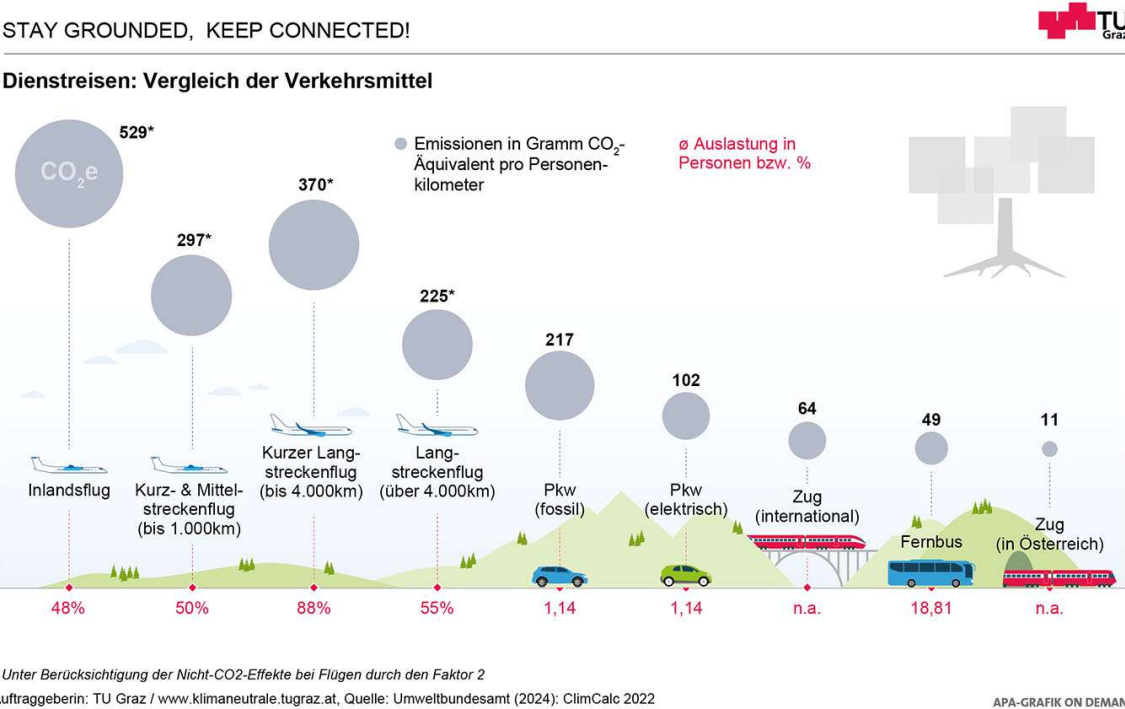 STAY GROUNDED, KEEP CONNECTED!
TU
Graz
Dienstreisen: Vergleich der Verkehrsmittel
529*
CO2e
Emissionen in Gramm CO2-
Äquivalent pro Personen-
kilometer
ø Auslastung in
Personen bzw. %
370*
297*
225*
217
102
64
49
11
Inlandsflug
Kurz- & Mittel-
streckenflug
(bis 1.000km)
Kurzer Lang-
streckenflug
(bis 4.000km)
Lang-
streckenflug
(über 4.000km)
Pkw
(fossil)
Pkw
(elektrisch)
Zug
(international)
Fernbus
Zug
(in Österreich)
48%
50%
88%
55%
1,14
1,14
n.a.
18,81
n.a.
Unter Berücksichtigung der Nicht-CO2-Effekte bei Flügen durch den Faktor 2
uftraggeberin: TU Graz / www.klimaneutrale.tugraz.at, Quelle: Umweltbundesamt (2024): ClimCalc 2022
APA-GRAFIK ON DEMAN